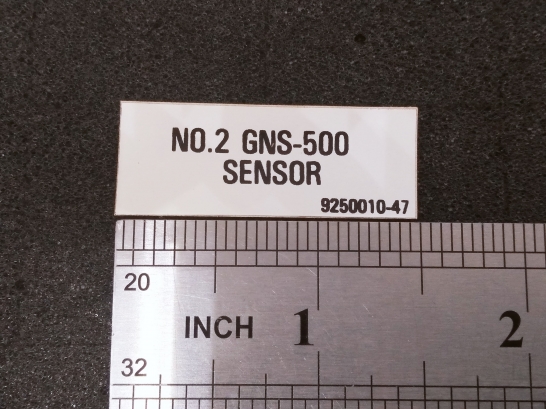 NO.2 GNS-500
SENSOR
9250010-47
20
INCH 1 2
32